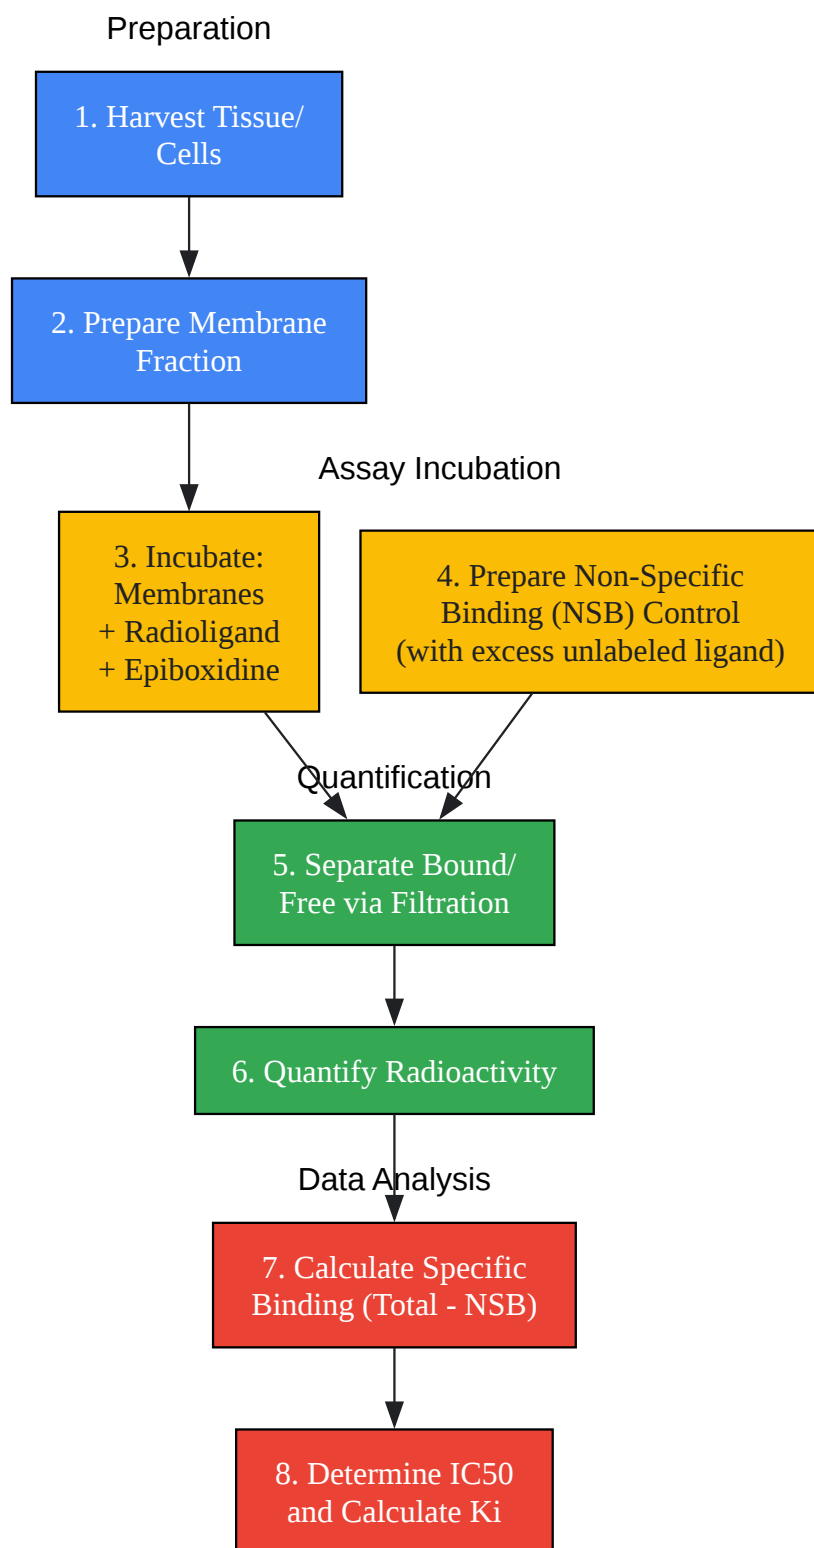 Preparation
1. Harvest Tissue/
Cells
2. Prepare Membrane
Fraction
Assay Incubation
3. Incubate:
Membranes
+ Radioligand
+ Epiboxidine
4. Prepare Non-Specific
Binding (NSB) Control
(with excess unlabeled ligand)
Quantification
5. Separate Bound/
Free via Filtration
6. Quantify Radioactivity
Data Analysis
7. Calculate Specific
Binding (Total - NSB)
8. Determine IC50
and Calculate Ki